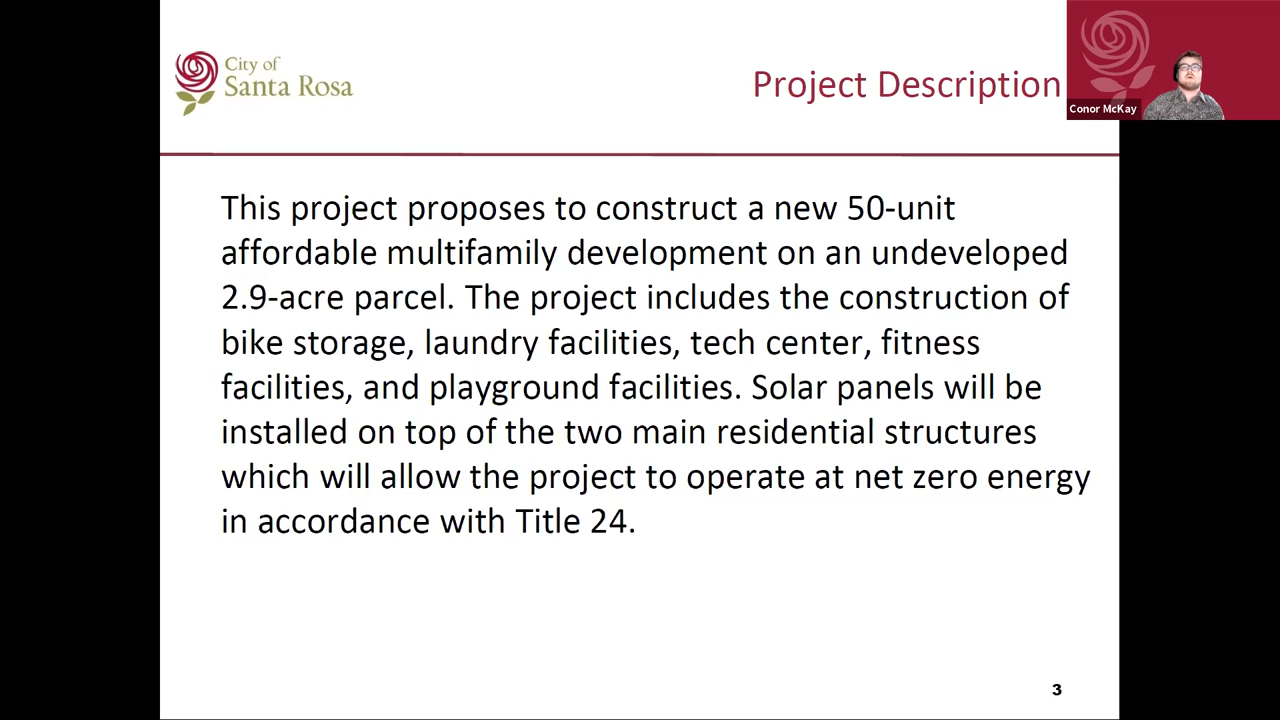 City of
Santa Rosa
Project Description
Conor McKay
This project proposes to construct a new 50-unit
affordable multifamily development on an undeveloped
2.9-acre parcel. The project includes the construction of
bike storage, laundry facilities, tech center, fitness
facilities, and playground facilities. Solar panels will be
installed on top of the two main residential structures
which will allow the project to operate at net zero energy
in accordance with Title 24.
3